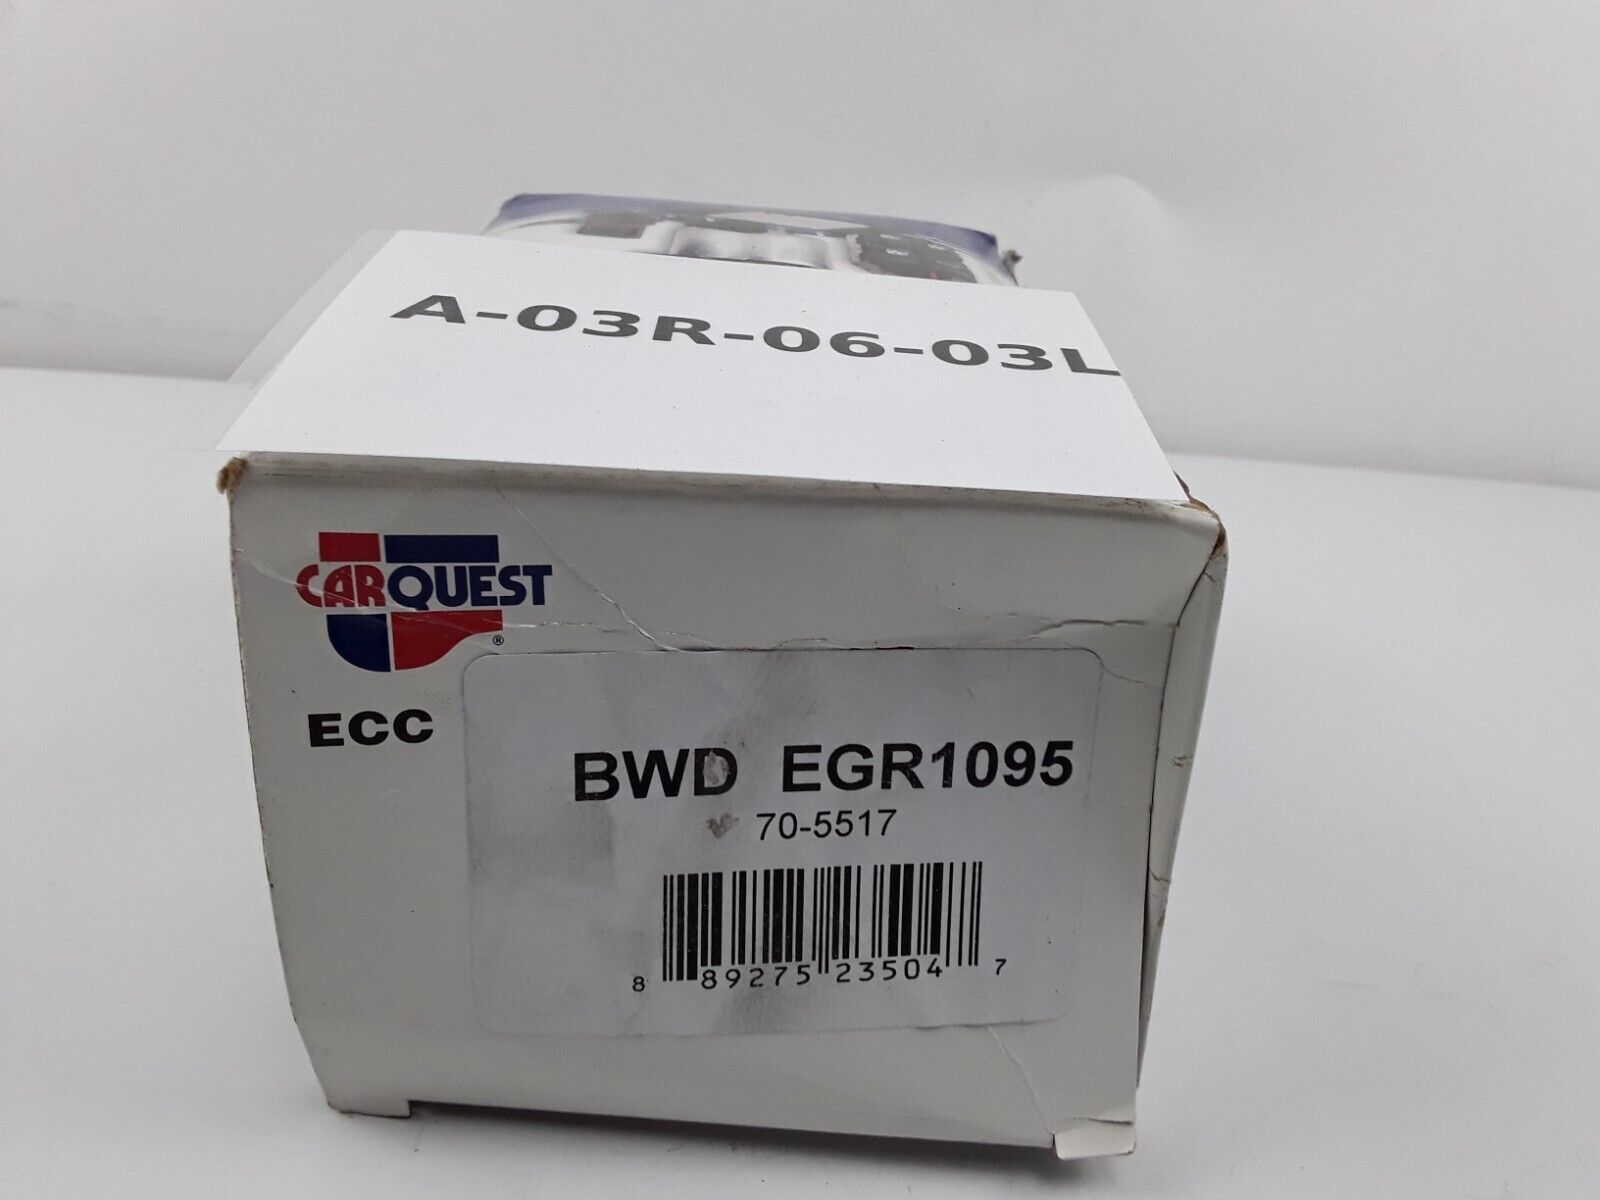 A-03R-06-03L
CARQUEST
®
ECC
BWD EGR1095
70-5517
8 89275 23504 7